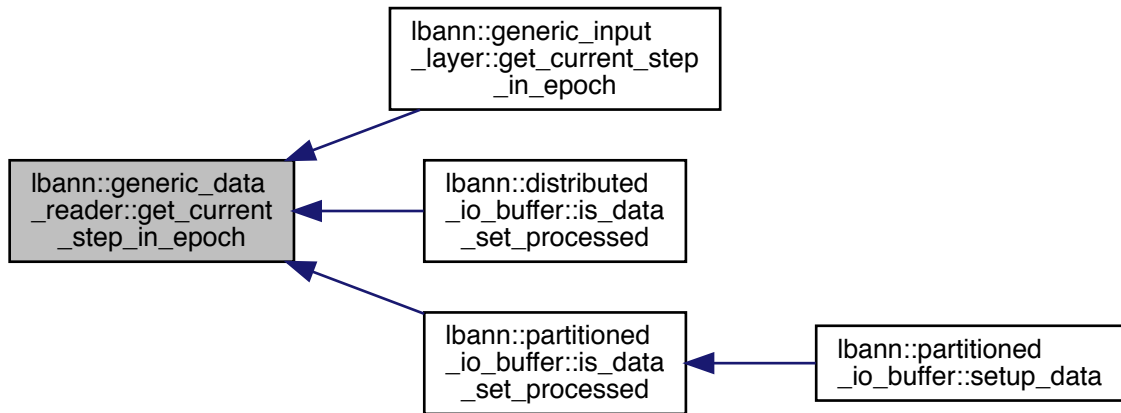 lbann::generic_data
_reader::get_current
_step_in_epoch
lbann::generic_input
_layer::get_current_step
_in_epoch
lbann::distributed
_io_buffer::is_data
_set_processed
lbann::partitioned
_io_buffer::is_data
_set_processed
lbann::partitioned
_io_buffer::setup_data